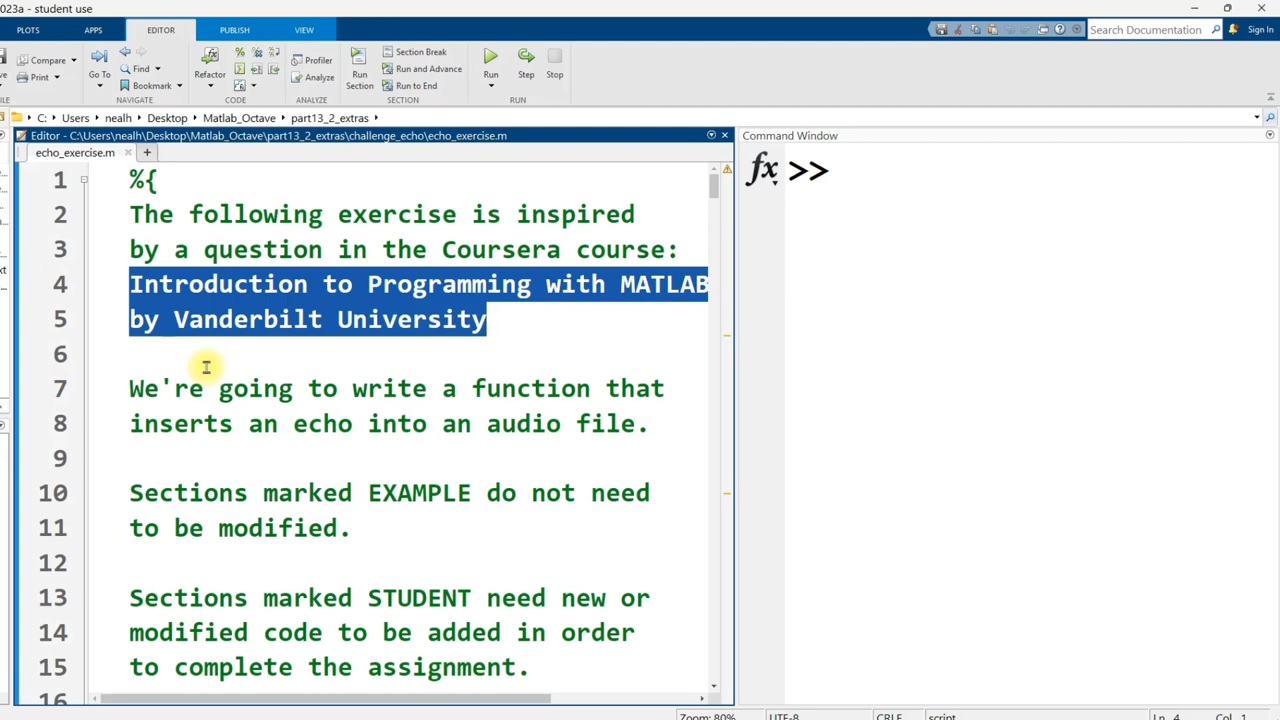 023a - student use
PLOTS APPS EDITOR PUBLISH VIEW
Search Documentation
Sign In
Compare
Print
Go To
Find
Bookmark
NAVIGATE
Refactor
CODE
Profiler
Analyze
ANALYZE
Run
Section
Section Break
Run and Advance
Run to End
SECTION
Run
Step
Stop
RUN
C: Users nealh Desktop Matlab_Octave part13_2_extras
Editor - C:\Users\nealh\Desktop\Matlab_Octave\part13_2_extras\challenge_echo\echo_exercise.m
echo_exercise.m
1 %{
2 The following exercise is inspired
3 by a question in the Coursera course:
4 Introduction to Programming with MATLAB
5 by Vanderbilt University
6
7 We're going to write a function that
8 inserts an echo into an audio file.
9
10 Sections marked EXAMPLE do not need
11 to be modified.
12
13 Sections marked STUDENT need new or
14 modified code to be added in order
15 to complete the assignment.
16
Command Window
fx >>
Zoom: 80% UTF-8 CRLF script Ln 4 Col 1